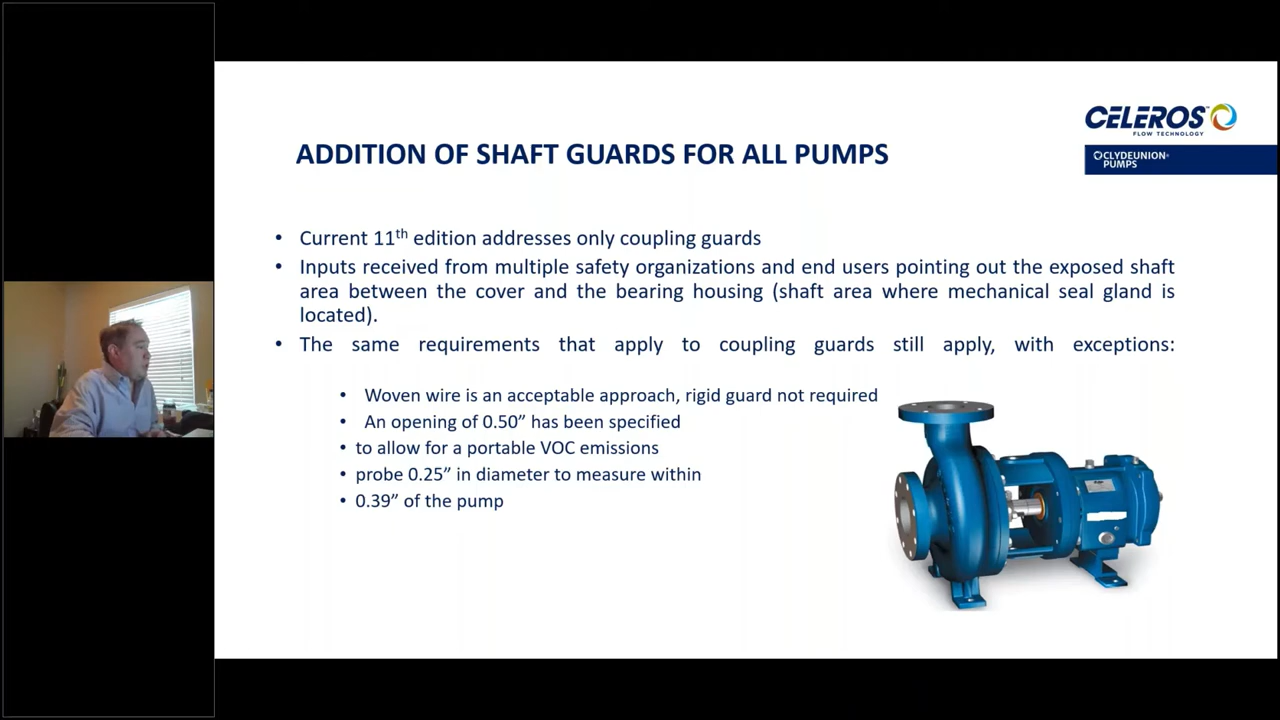 CELEROS
FLOW TECHNOLOGY
CLYDEUNION®
PUMPS
ADDITION OF SHAFT GUARDS FOR ALL PUMPS
• Current 11th edition addresses only coupling guards
• Inputs received from multiple safety organizations and end users pointing out the exposed shaft
area between the cover and the bearing housing (shaft area where mechanical seal gland is
located).
• The same requirements that apply to coupling guards still apply, with exceptions:
• Woven wire is an acceptable approach, rigid guard not required
• An opening of 0.50” has been specified
• to allow for a portable VOC emissions
• probe 0.25” in diameter to measure within
• 0.39” of the pump